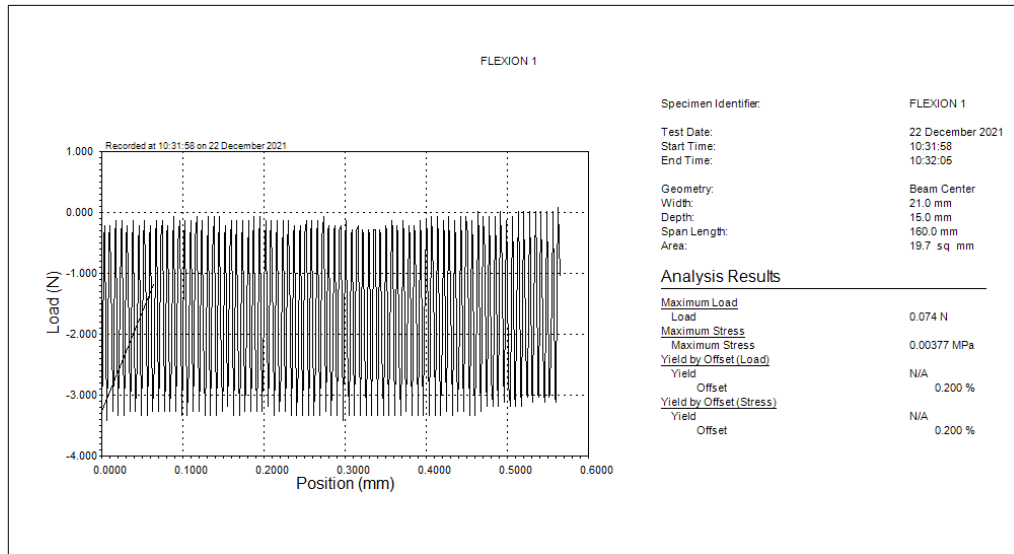 FLEXION 1
Specimen Identifier: FLEXION 1
Test Date: 22 December 2021
Start Time: 10:31:58
End Time: 10:32:05
Geometry: Beam Center
Width: 21.0 mm
Depth: 15.0 mm
Span Length: 160.0 mm
Area: 19.7 sq mm
Analysis Results
Maximum Load
Load 0.074 N
Maximum Stress
Maximum Stress 0.00377 MPa
Yield by Offset (Load)
Yield N/A
Offset 0.200 %
Yield by Offset (Stress)
Yield N/A
Offset 0.200 %
Recorded at 10:31:58 on 22 December 2021
1.000
0.000
-1.000
-2.000
-3.000
-4.000
Load (N)
0.0000 0.1000 0.2000 0.3000 0.4000 0.5000 0.6000
Position (mm)